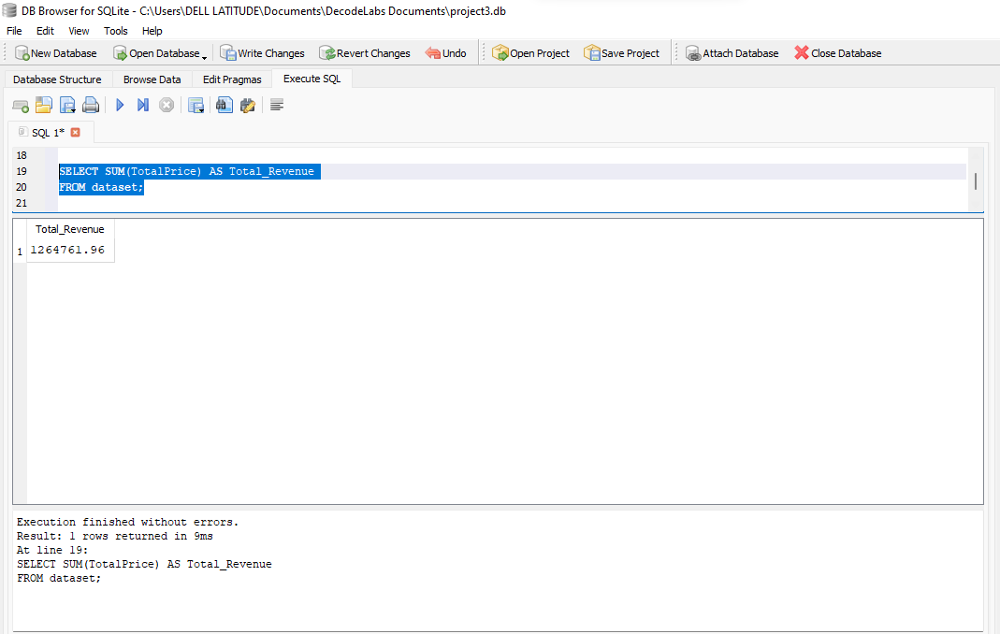 DB Browser for SQLite - C:\Users\DELL LATITUDE\Documents\DecodeLabs Documents\project3.db
File Edit View Tools Help
New Database Open Database Write Changes Revert Changes Undo Open Project Save Project Attach Database Close Database
Database Structure Browse Data Edit Pragmas Execute SQL
SQL 1*
18
19 SELECT SUM(TotalPrice) AS Total_Revenue
20 FROM dataset;
21
Total_Revenue
1 1264761.96
Execution finished without errors.
Result: 1 rows returned in 9ms
At line 19:
SELECT SUM(TotalPrice) AS Total_Revenue
FROM dataset;